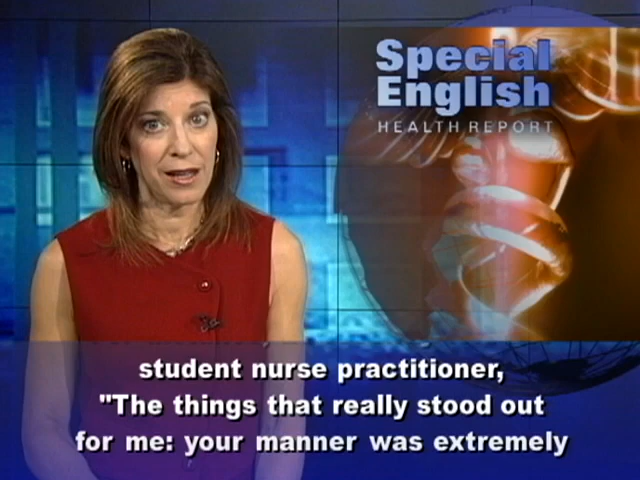 Special
English
HEALTH REPORT
student nurse practitioner,
"The things that really stood out
for me: your manner was extremely